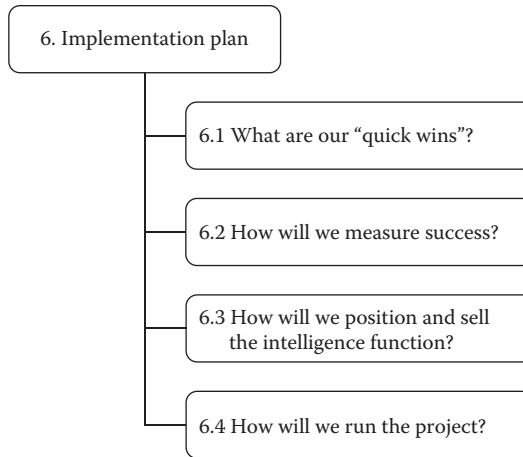 6. Implementation plan
6.1 What are our “quick wins”?
6.2 How will we measure success?
6.3 How will we position and sell
the intelligence function?
6.4 How will we run the project?